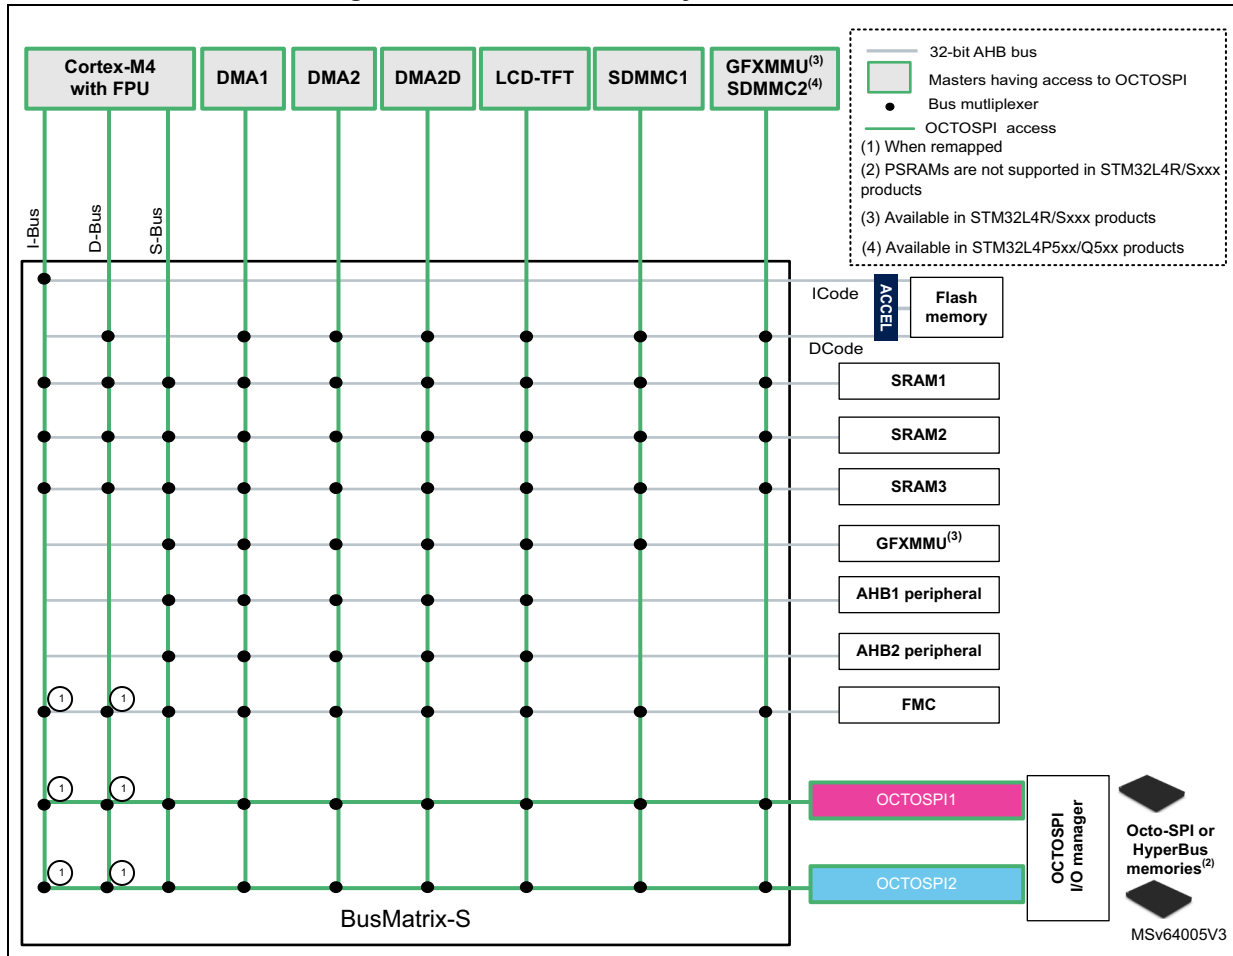 Cortex-M4
with FPU
DMA1
DMA2
DMA2D
LCD-TFT
SDMMC1
GFXMMU(3)
SDMMC2(4)
32-bit AHB bus
Masters having access to OCTOSPI
Bus mutliplexer
OCTOSPI access
(1) When remapped
(2) PSRAMs are not supported in STM32L4R/Sxxx
products
(3) Available in STM32L4R/Sxxx products
(4) Available in STM32L4P5xx/Q5xx products
I-Bus
D-Bus
S-Bus
ICode
DCode
ACCEL
Flash
memory
SRAM1
SRAM2
SRAM3
GFXMMU(3)
AHB1 peripheral
AHB2 peripheral
1
1
FMC
1
1
OCTOSPI1
1
1
OCTOSPI2
OCTOSPI
I/O manager
Octo-SPI or
HyperBus
memories(2)
BusMatrix-S
MSv64005V3